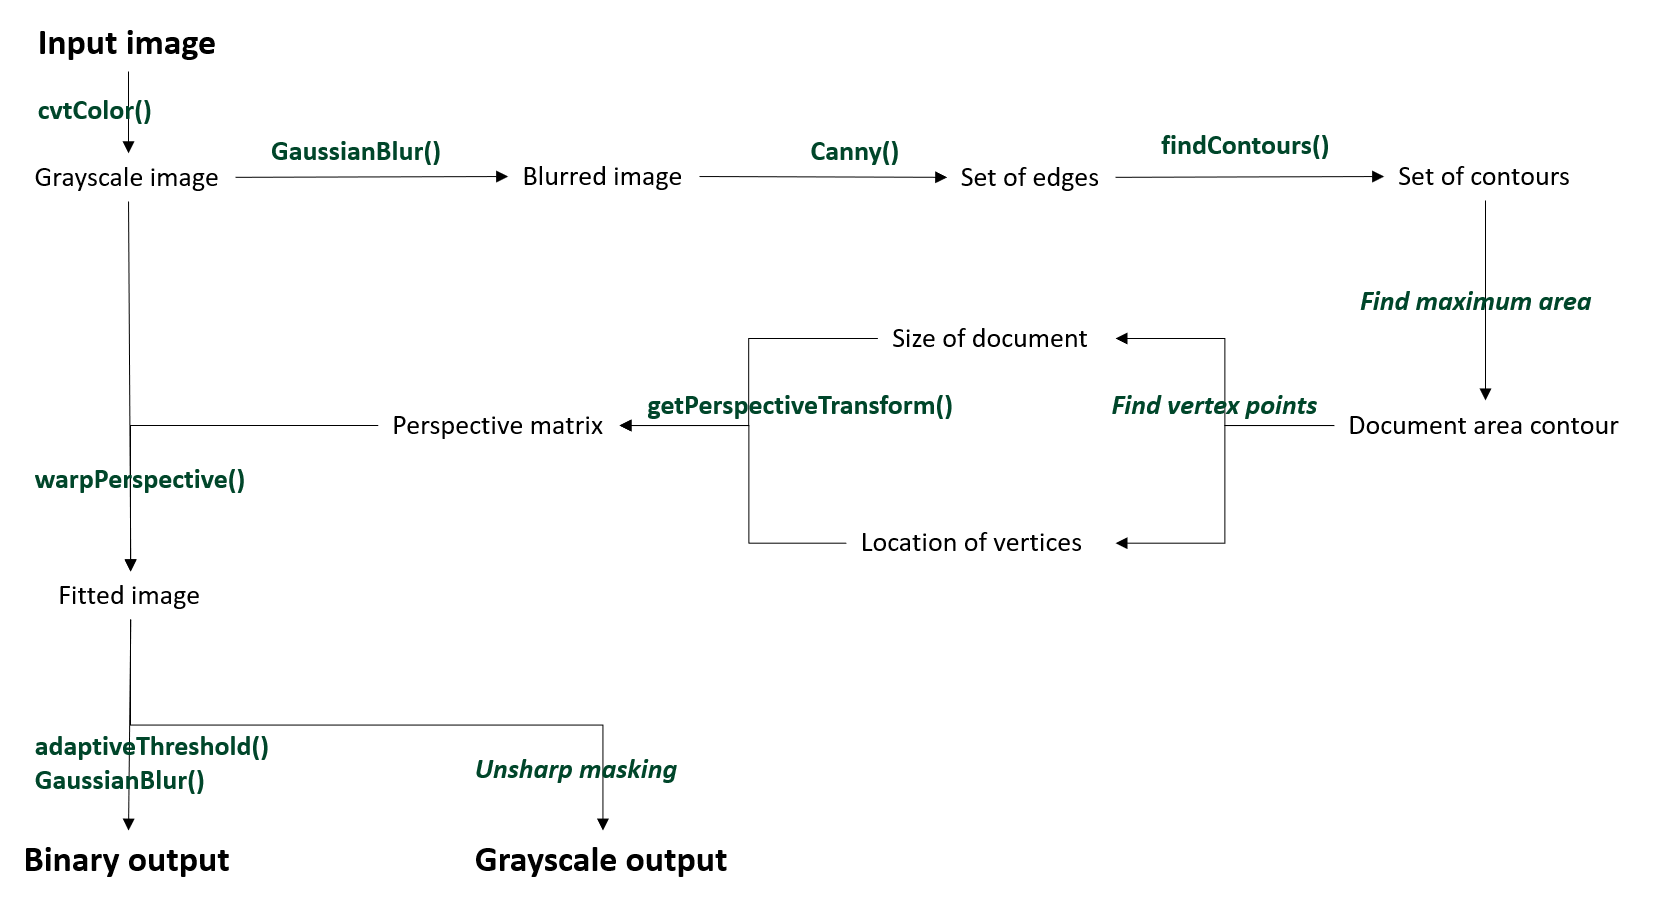 Input image
cvtColor()
GaussianBlur()
Canny()
findContours()
Grayscale image
Blurred image
Set of edges
Set of contours
Find maximum area
Size of document
getPerspectiveTransform()
Find vertex points
Perspective matrix
Document area contour
warpPerspective()
Location of vertices
Fitted image
adaptiveThreshold()
GaussianBlur()
Unsharp masking
Binary output
Grayscale output